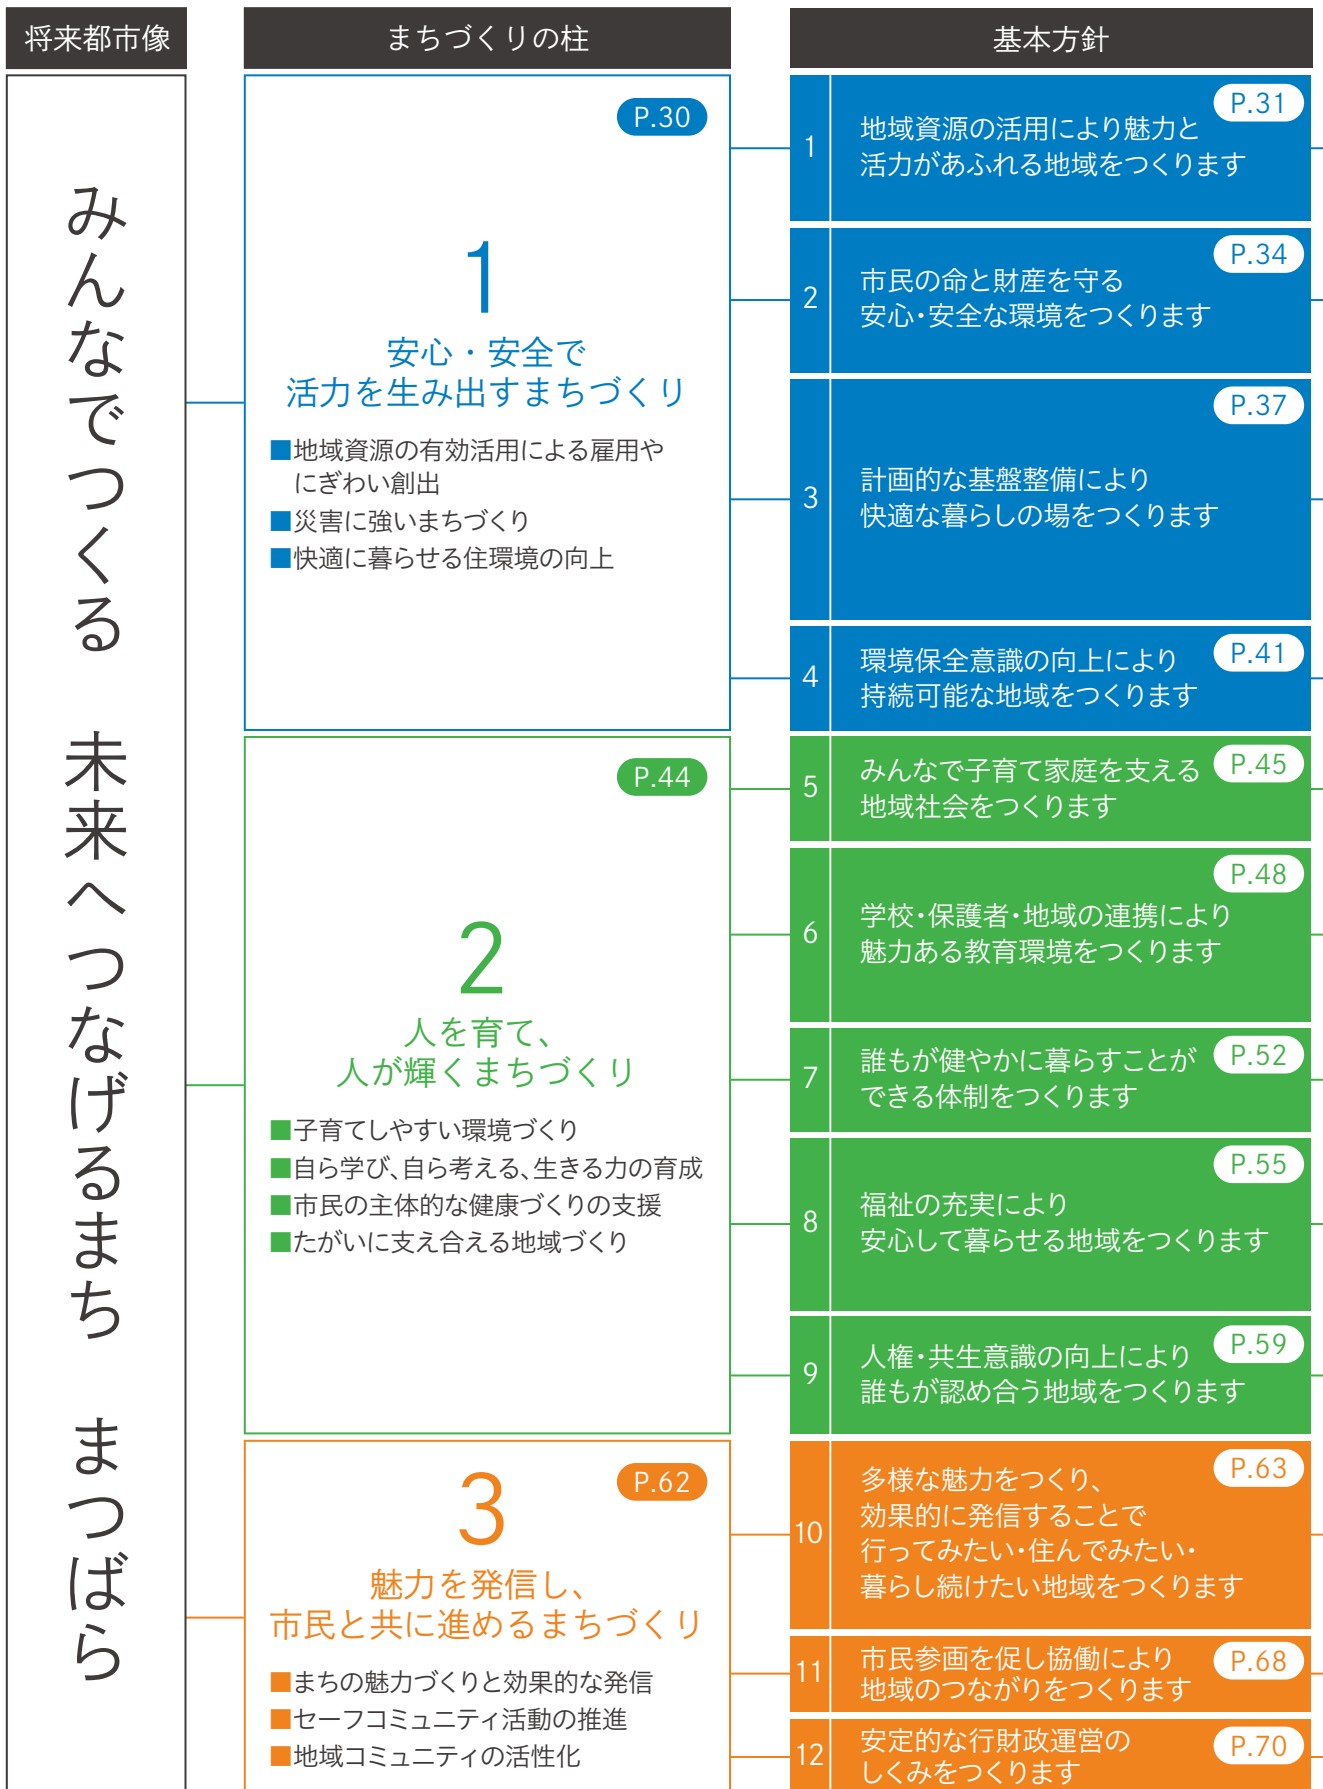 将来都市像
まちづくりの柱
基本方針
みんなでつくる　未来へつなげるまち　まつばら
P.30
1
安心・安全で
活力を生み出すまちづくり
■地域資源の有効活用による雇用や
にぎわい創出
■災害に強いまちづくり
■快適に暮らせる住環境の向上
P.31
1
地域資源の活用により魅力と
活力があふれる地域をつくります
P.34
2
市民の命と財産を守る
安心・安全な環境をつくります
P.37
3
計画的な基盤整備により
快適な暮らしの場をつくります
P.41
4
環境保全意識の向上により
持続可能な地域をつくります
P.44
2
人を育て、
人が輝くまちづくり
■子育てしやすい環境づくり
■自ら学び、自ら考える、生きる力の育成
■市民の主体的な健康づくりの支援
■たがいに支え合える地域づくり
P.45
5
みんなで子育て家庭を支える
地域社会をつくります
P.48
6
学校・保護者・地域の連携により
魅力ある教育環境をつくります
P.52
7
誰もが健やかに暮らすことが
できる体制をつくります
P.55
8
福祉の充実により
安心して暮らせる地域をつくります
P.59
9
人権・共生意識の向上により
誰もが認め合う地域をつくります
P.62
3
魅力を発信し、
市民と共に進めるまちづくり
■まちの魅力づくりと効果的な発信
■セーフコミュニティ活動の推進
■地域コミュニティの活性化
P.63
10
多様な魅力をつくり、
効果的に発信することで
行ってみたい・住んでみたい・
暮らし続けたい地域をつくります
P.68
11
市民参画を促し協働により
地域のつながりをつくります
P.70
12
安定的な行財政運営の
しくみをつくります